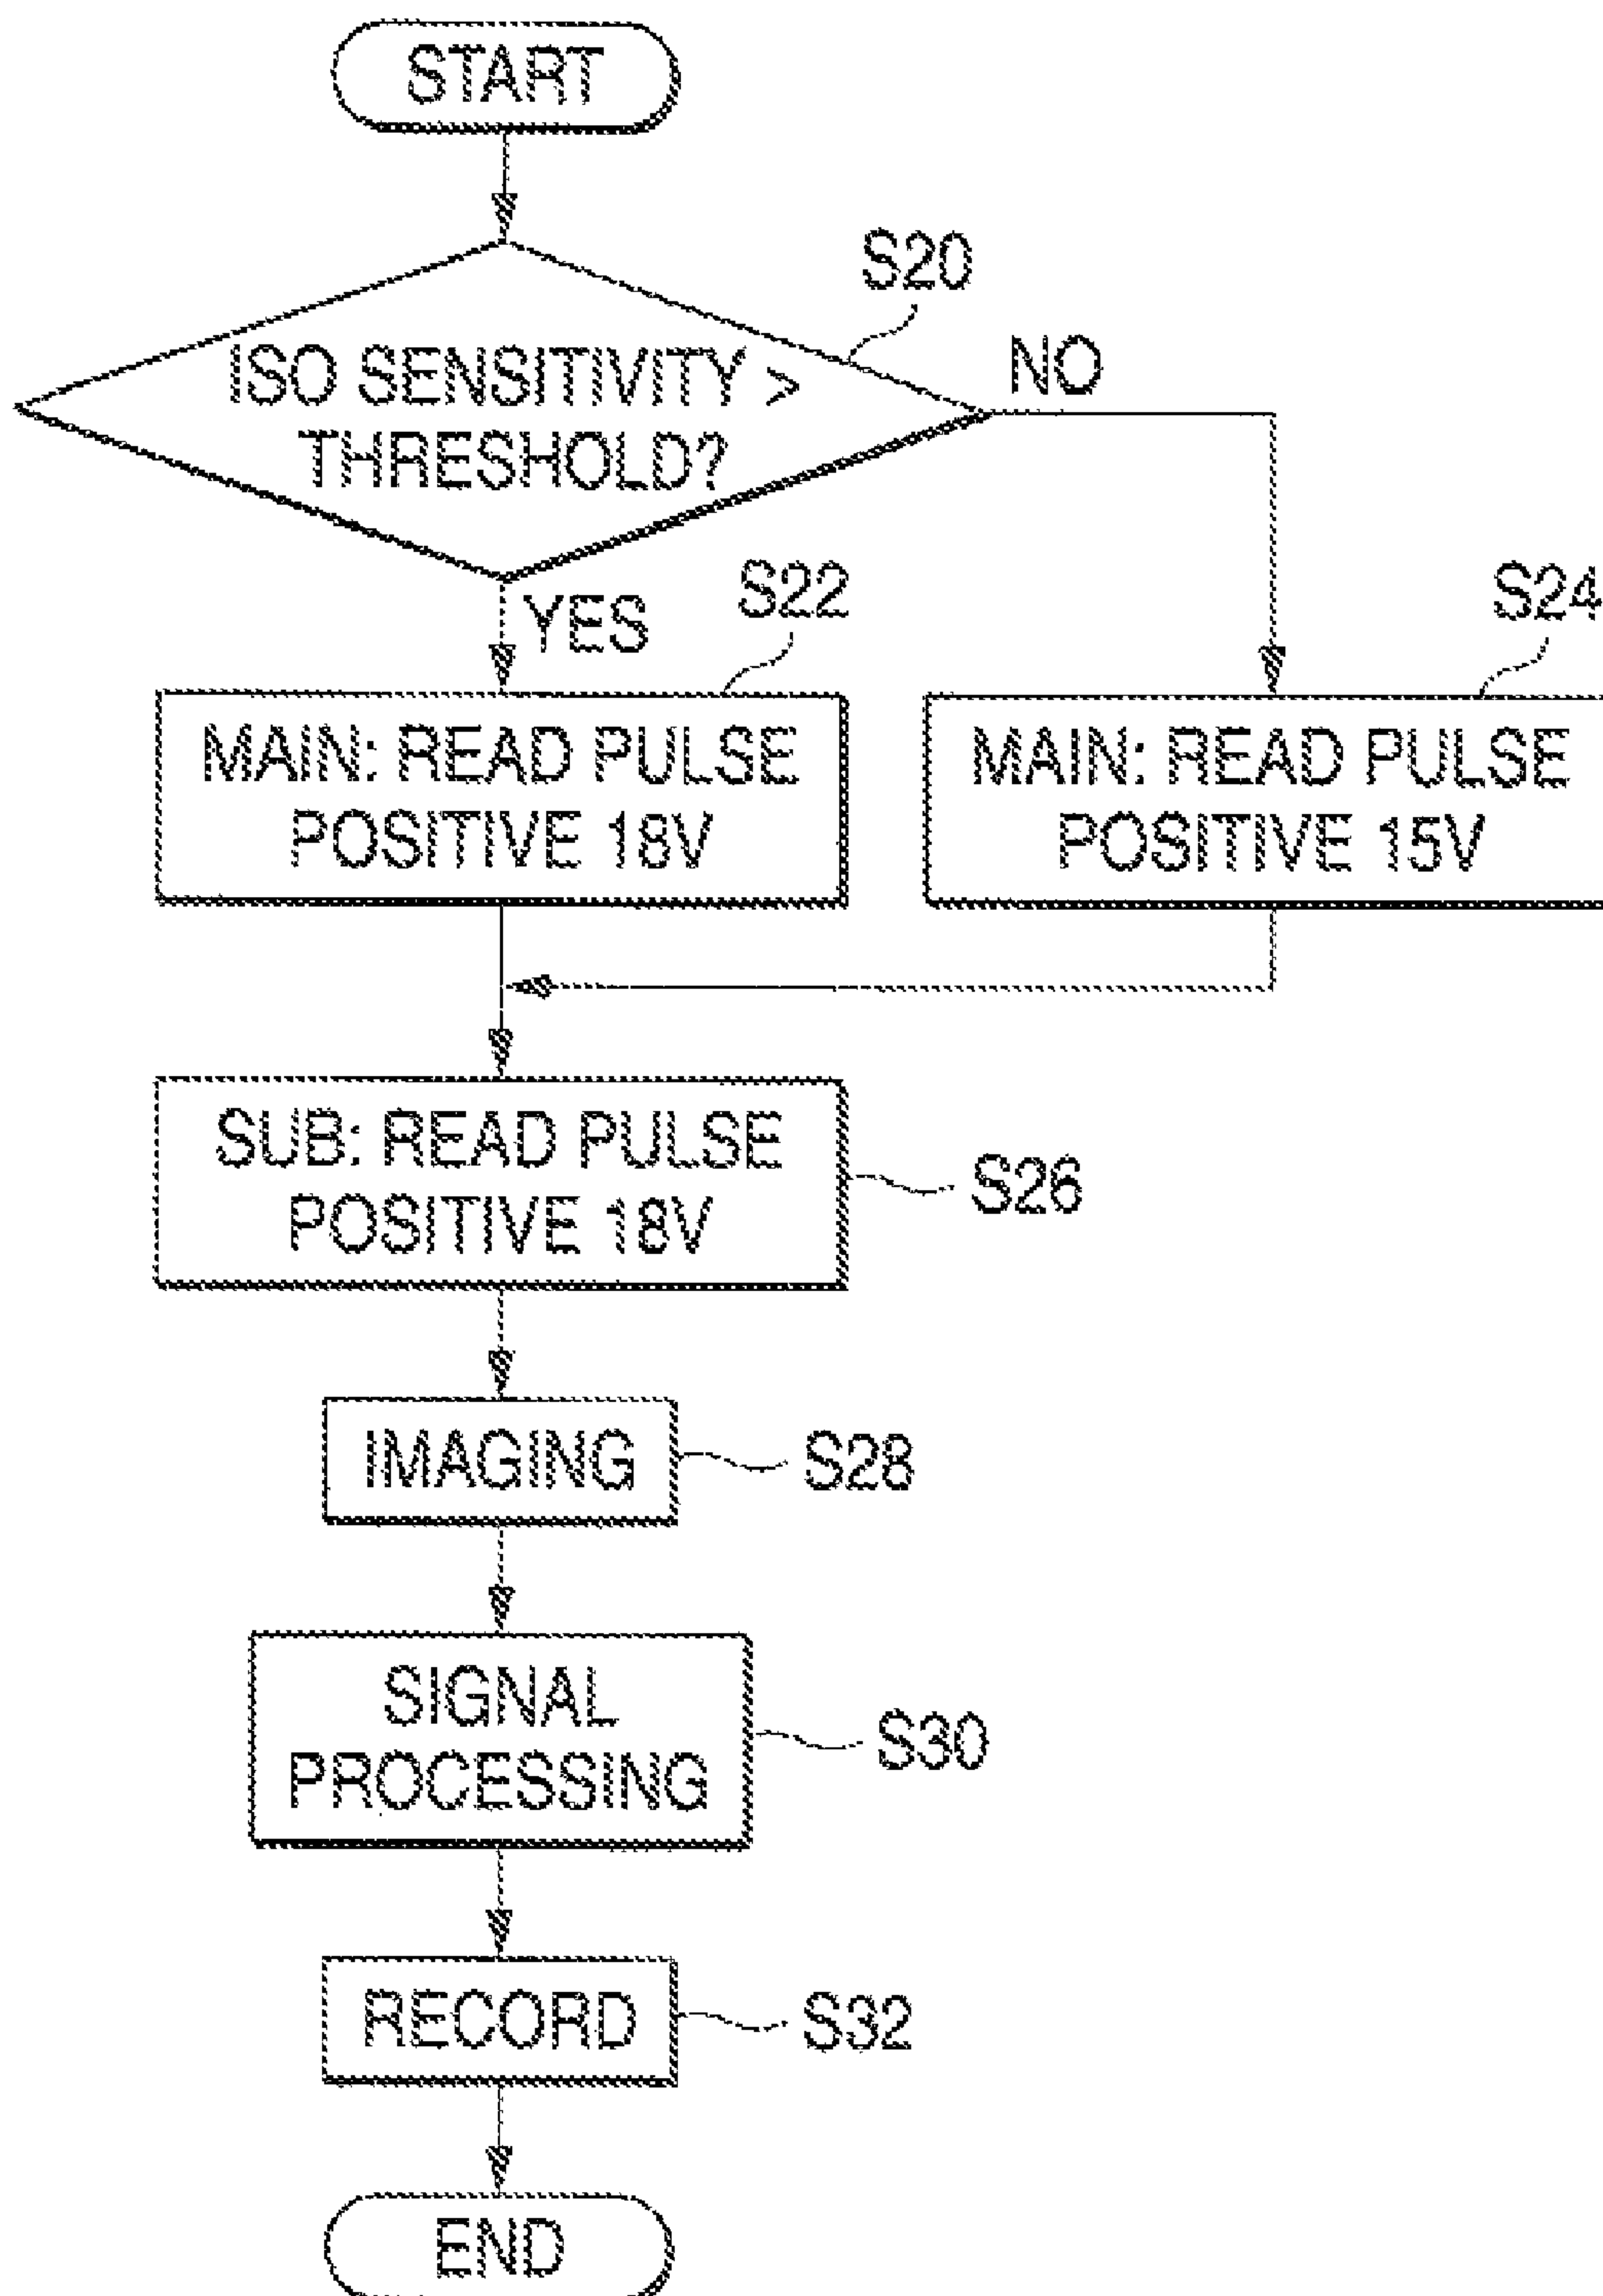 START
S20
ISO SENSITIVITY >
THRESHOLD?
NO
YES
S22
S24
MAIN: READ PULSE
POSITIVE 18V
MAIN: READ PULSE
POSITIVE 15V
SUB: READ PULSE
POSITIVE 18V
S26
IMAGING
S28
SIGNAL
PROCESSING
S30
RECORD
S32
END